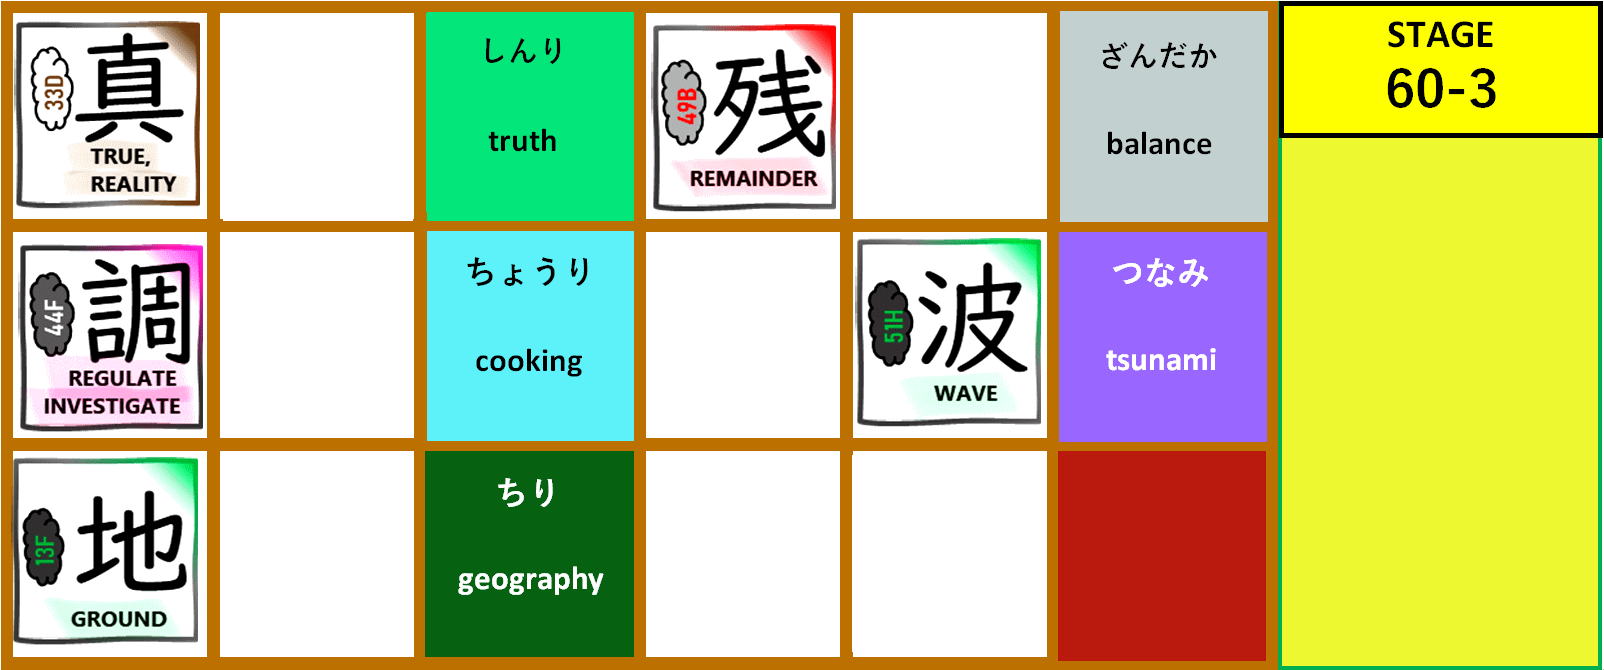 33D
真
TRUE,
REALITY
しんり
truth
49B
残
REMAINDER
ざんだか
balance
STAGE
60-3
44F
調
REGULATE
INVESTIGATE
ちょうり
cooking
51H
波
WAVE
つなみ
tsunami
13F
地
GROUND
ちり
geography